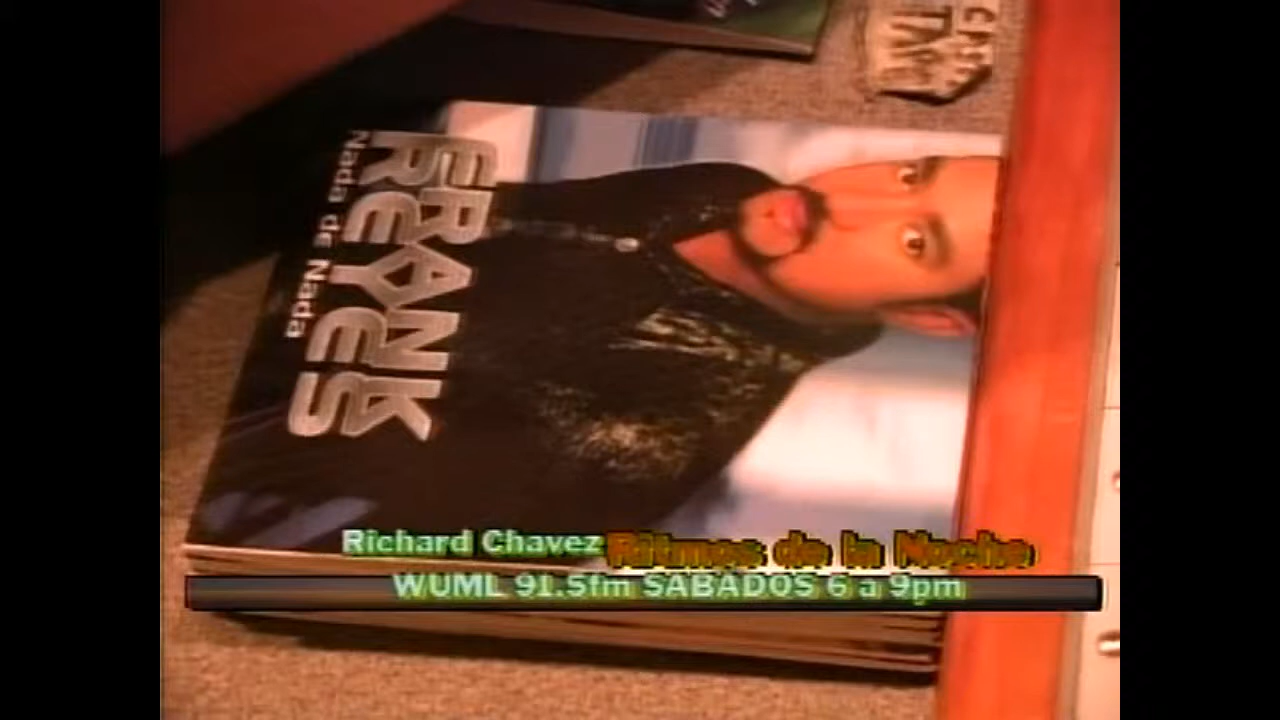 FRANK
REYES
Nada de Nada
Richard Chavez Ritmos de la Noche
WUML 91.5fm SABADOS 6 a 9pm